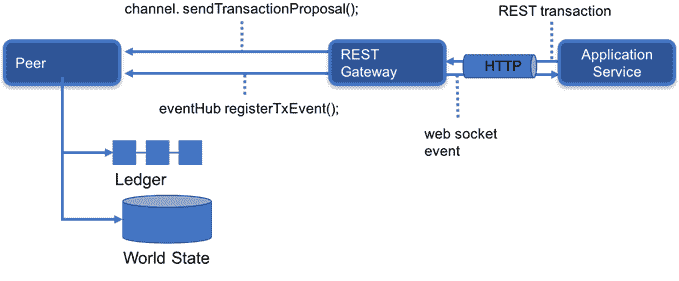 channel. sendTransactionProposal();
REST transaction
Peer
REST
Gateway
HTTP
Application
Service
eventHub registerTxEvent();
web socket
event
Ledger
World State